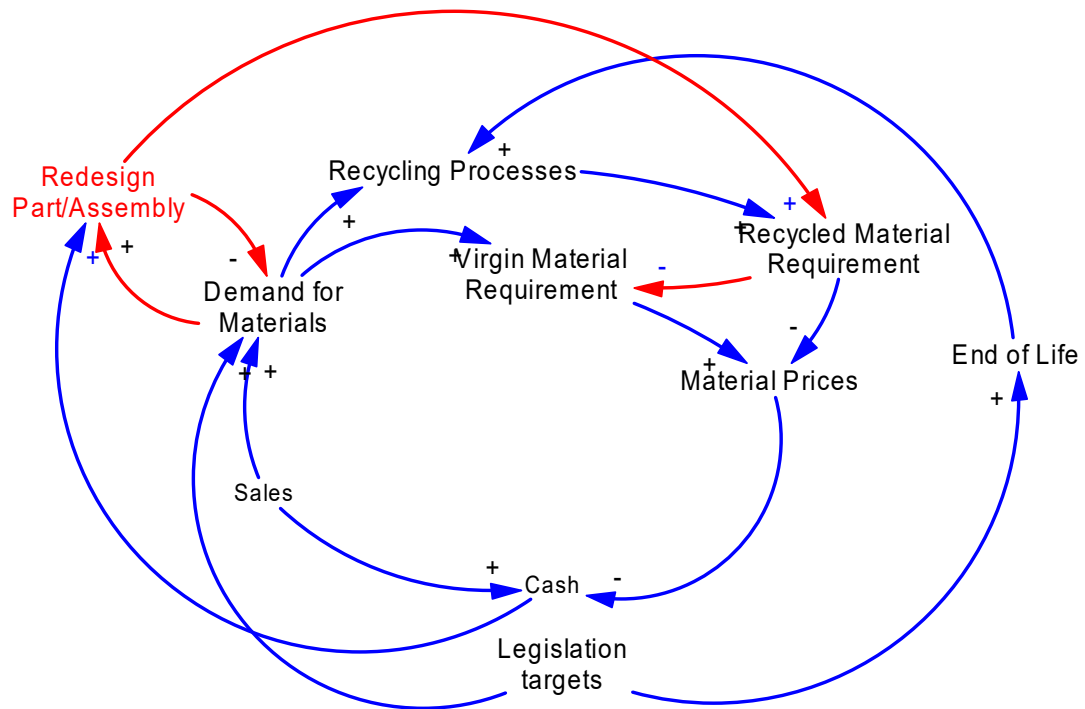 +
Recycling Processes
Redesign
Part/Assembly
+
+
+
Recycled Material
Requirement
+
+
-
+
Virgin Material
Requirement
-
+
Demand for
Materials
-
+
Material Prices
End of Life
+
+
+
Sales
+
Cash
-
Legislation
targets